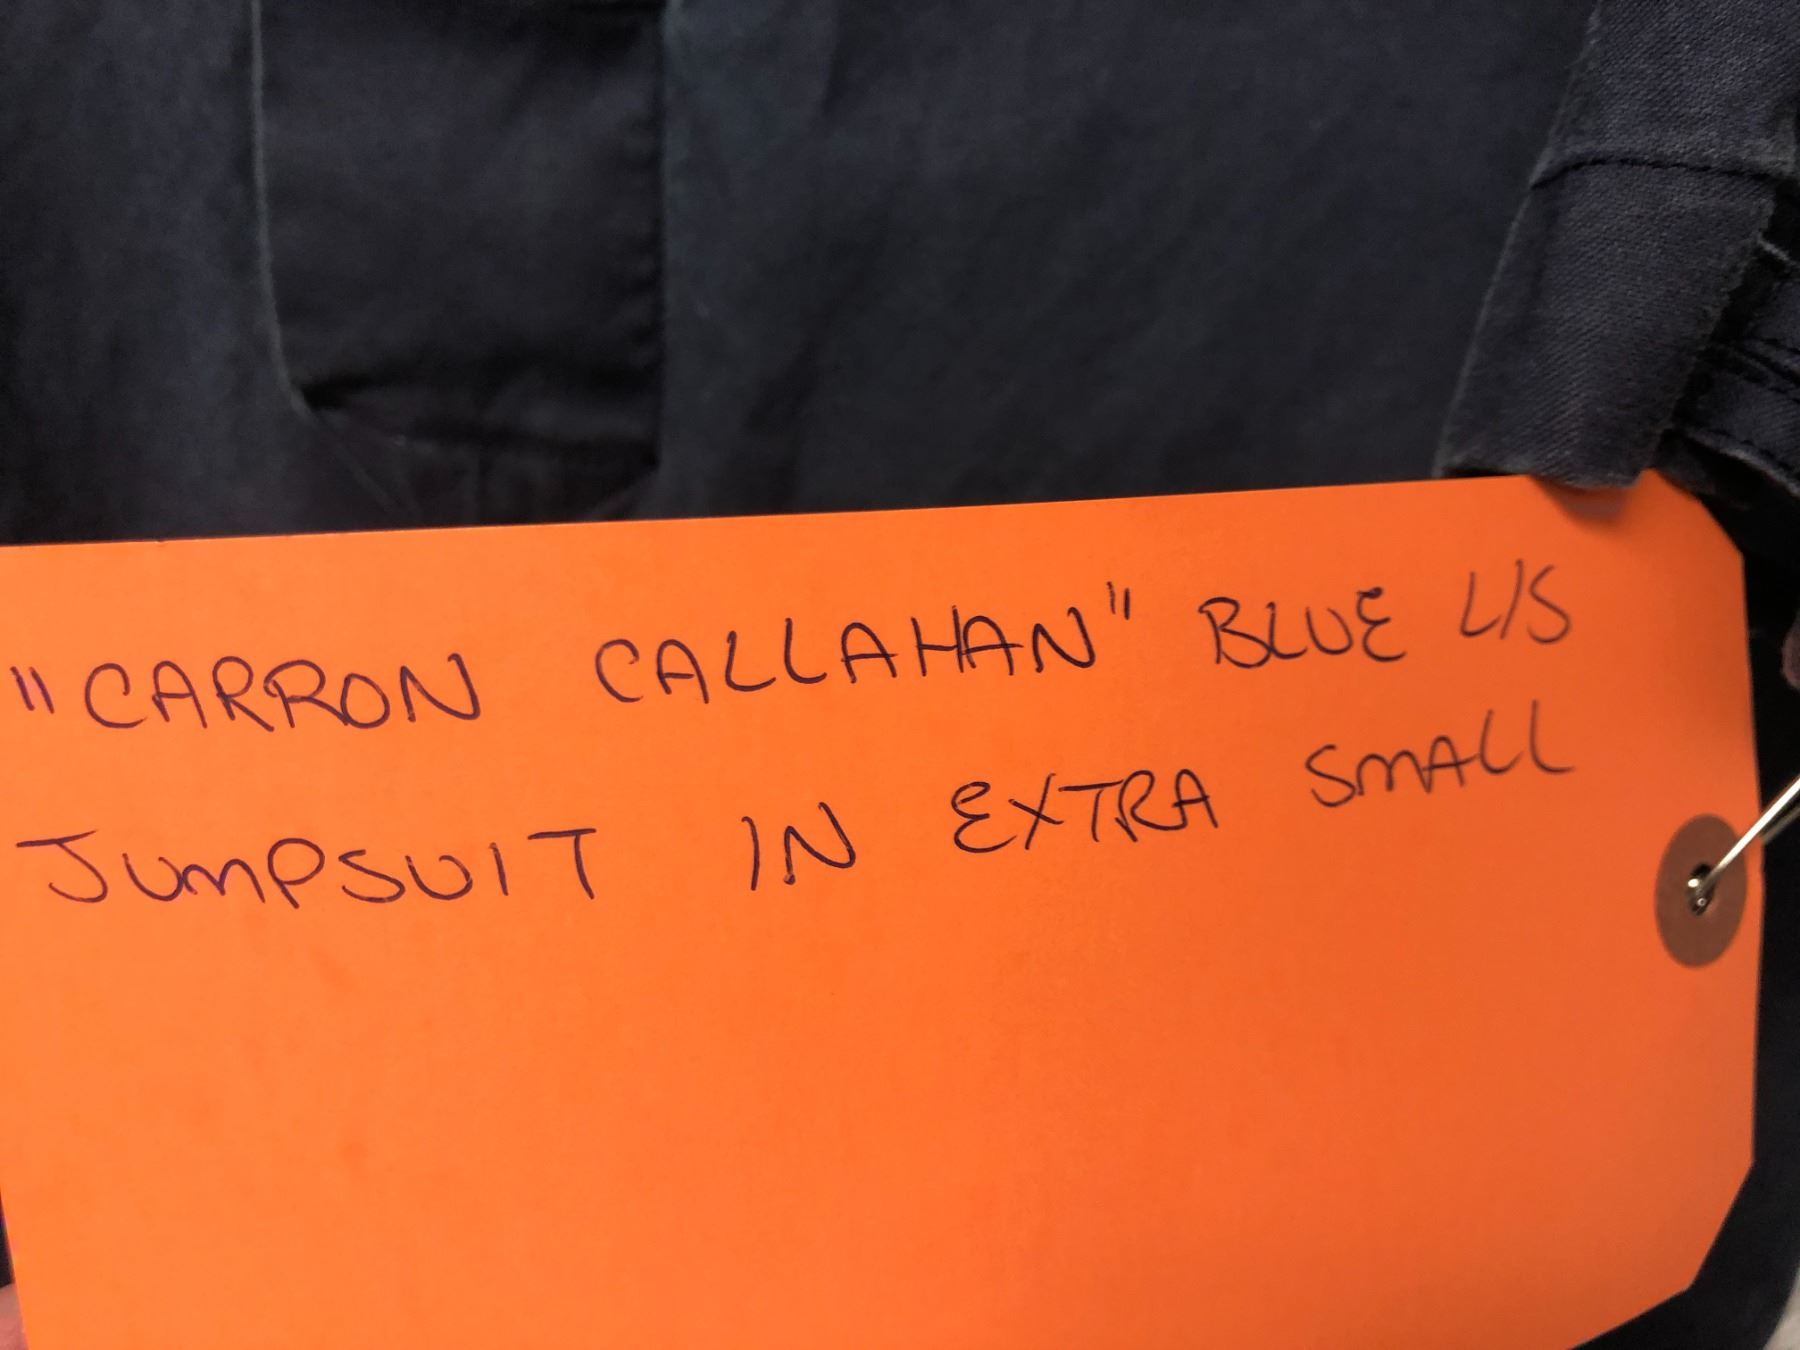 "CARRON CALLAHAN" BLUE L/S
JUMPSUIT IN EXTRA SMALL